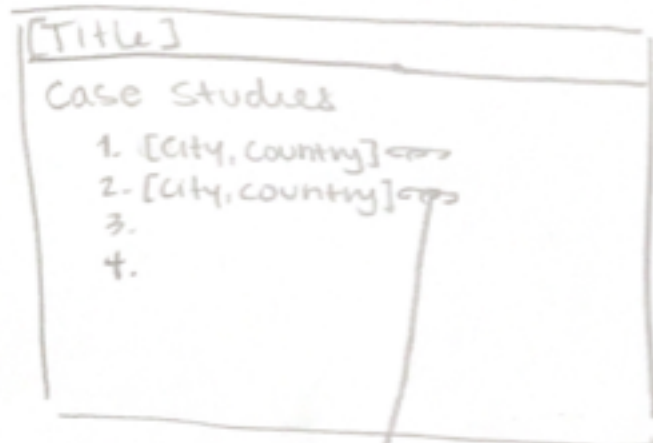 [Title]
Case Studies
1. [City, Country]
2. [City, country]
3.
4.